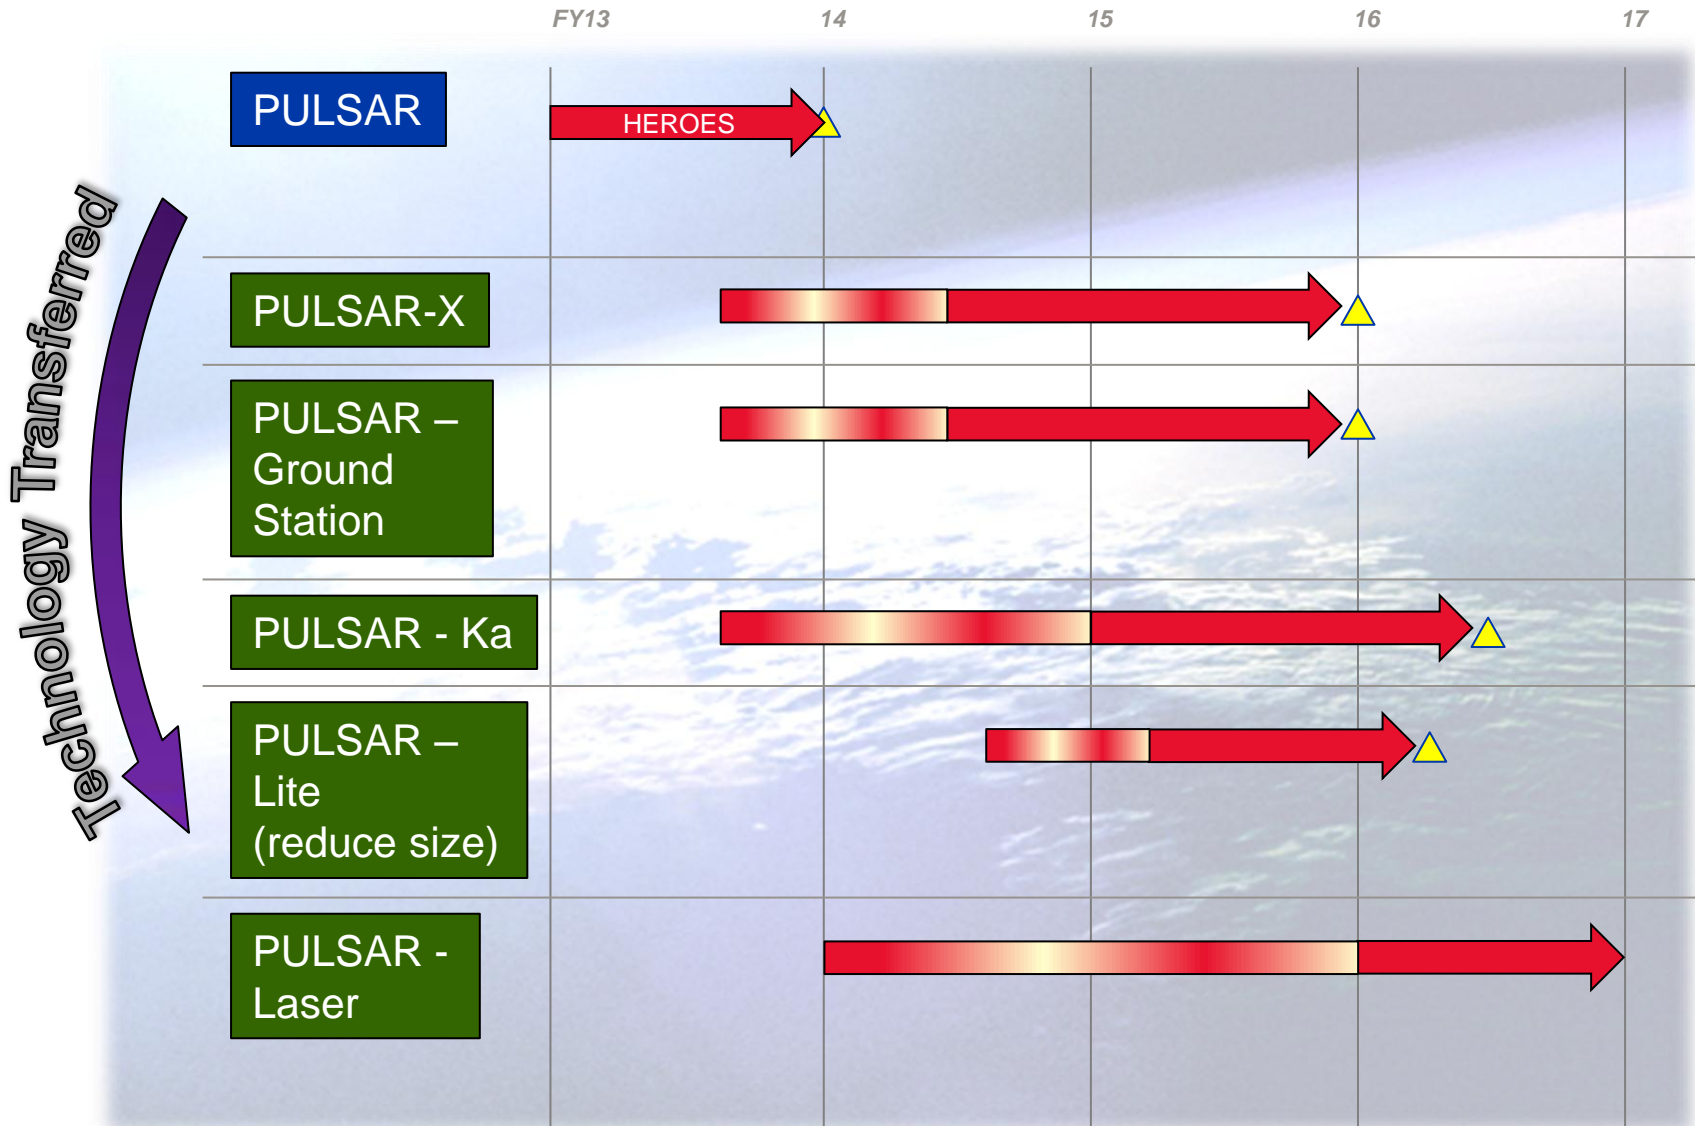 FY13 14 15 16 17
PULSAR
HEROES
Technology Transferred
PULSAR-X
PULSAR –
Ground
Station
PULSAR - Ka
PULSAR –
Lite
(reduce size)
PULSAR -
Laser